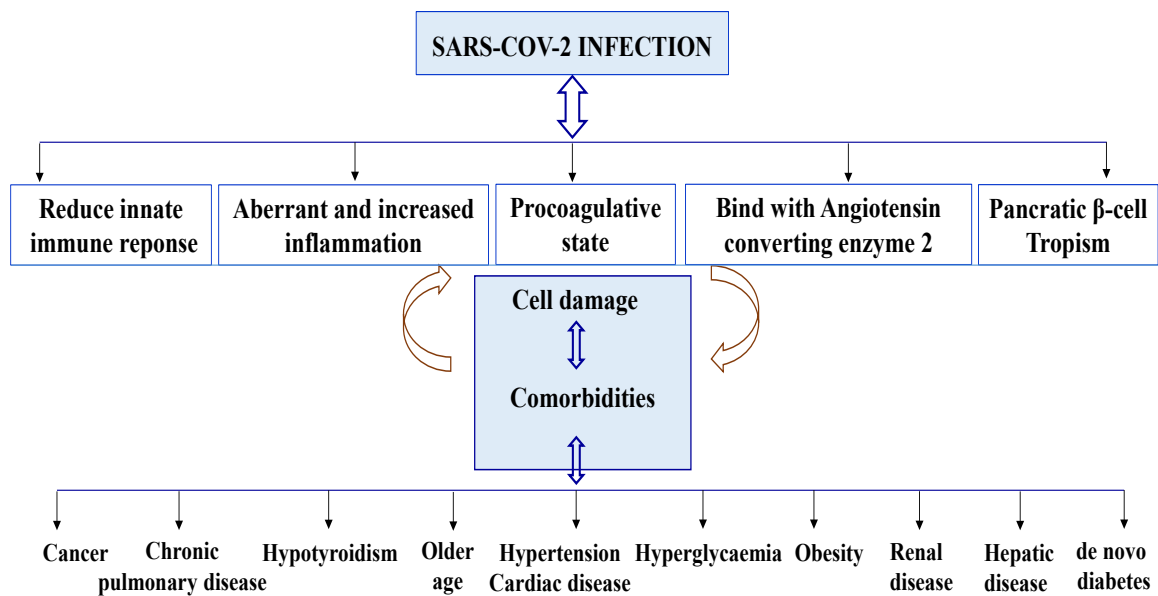 SARS-COV-2 INFECTION
Reduce innate
immune reponse
Aberrant and increased
inflammation
Procoagulative
state
Bind with Angiotensin
converting enzyme 2
Pancratic β-cell
Tropism
Cell damage
Comorbidities
Cancer
Chronic
pulmonary disease
Hypotyroidism
Older
age
Hypertension
Cardiac disease
Hyperglycaemia
Obesity
Renal
disease
Hepatic
disease
de novo
diabetes